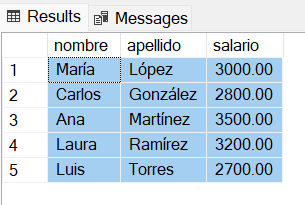 Results Messages
nombre apellido salario
1 María López 3000.00
2 Carlos González 2800.00
3 Ana Martínez 3500.00
4 Laura Ramírez 3200.00
5 Luis Torres 2700.00